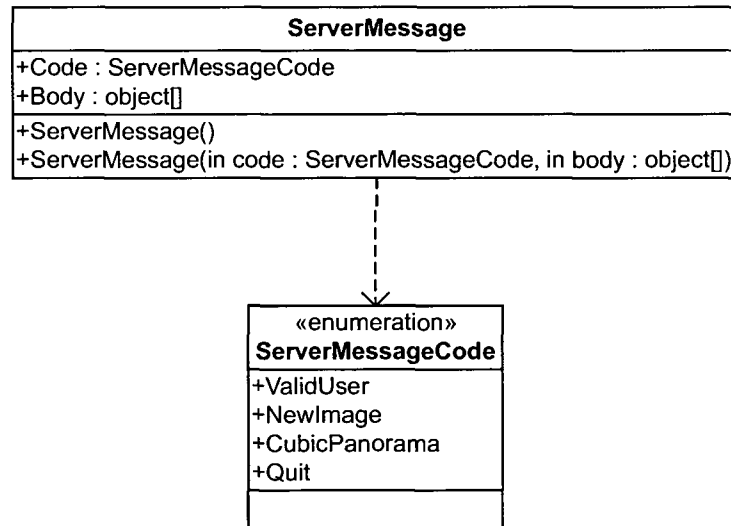 ServerMessage
+Code : ServerMessageCode
+Body : object[]
+ServerMessage()
+ServerMessage(in code : ServerMessageCode, in body : object[])
«enumeration»
ServerMessageCode
+ValidUser
+NewImage
+CubicPanorama
+Quit